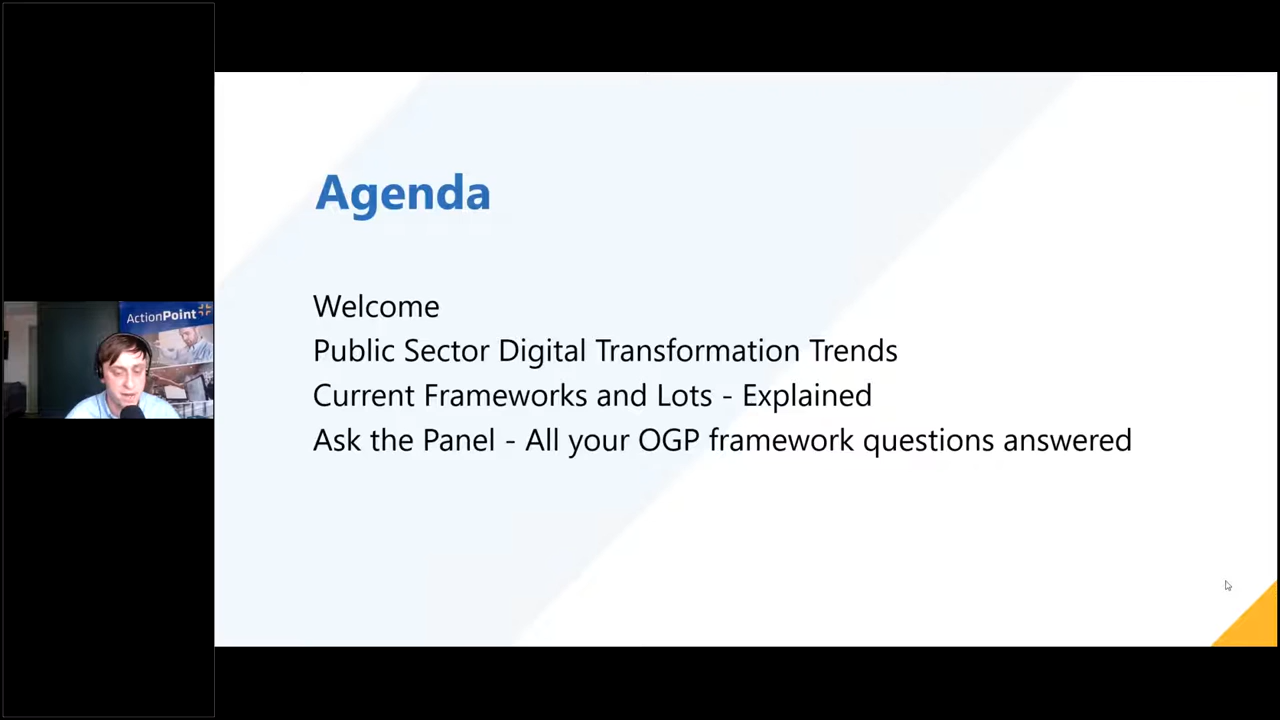 Agenda
Welcome
Public Sector Digital Transformation Trends
Current Frameworks and Lots - Explained
Ask the Panel - All your OGP framework questions answered
ActionPoint